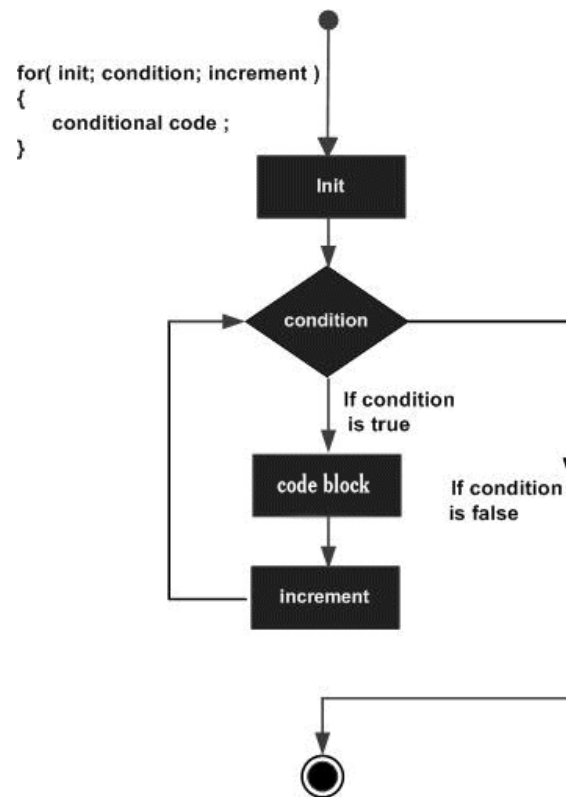 for( init; condition; increment )
{
conditional code ;
}
Init
condition
If condition
is true
code block
If condition
is false
increment